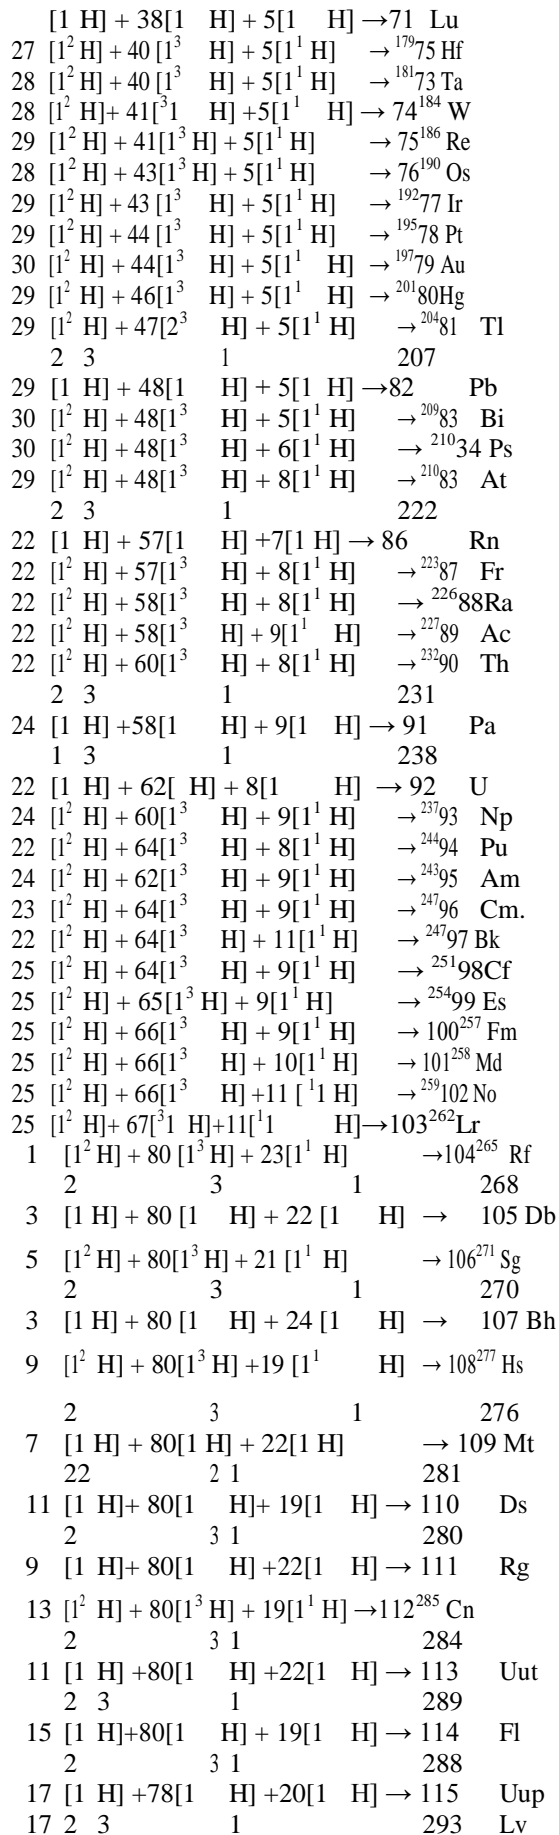 [1 H] + 38[1 H] + 5[1 H] →71 Lu
27 [1² H] + 40 [1³ H] + 5[1¹ H] → ¹⁷⁹75 Hf
28 [1² H] + 40 [1³ H] + 5[1¹ H] → ¹⁸¹73 Ta
28 [1² H]+ 41[³1 H] +5[1¹ H] → 74¹⁸⁴ W
29 [1² H] + 41[1³ H] + 5[1¹ H] → 75¹⁸⁶ Re
28 [1² H] + 43[1³ H] + 5[1¹ H] → 76¹⁹⁰ Os
29 [1² H] + 43 [1³ H] + 5[1¹ H] → ¹⁹²77 Ir
29 [1² H] + 44 [1³ H] + 5[1¹ H] → ¹⁹⁵78 Pt
30 [1² H] + 44[1³ H] + 5[1¹ H] → ¹⁹⁷79 Au
29 [1² H] + 46[1³ H] + 5[1¹ H] → ²⁰¹80Hg
29 [1² H] + 47[2³ H] + 5[1¹ H] → ²⁰⁴81 Tl
2 3 1 207
29 [1 H] + 48[1 H] + 5[1 H] →82 Pb
30 [1² H] + 48[1³ H] + 5[1¹ H] → ²⁰⁹83 Bi
30 [1² H] + 48[1³ H] + 6[1¹ H] → ²¹⁰34 Ps
29 [1² H] + 48[1³ H] + 8[1¹ H] → ²¹⁰83 At
2 3 1 222
22 [1 H] + 57[1 H] +7[1 H] → 86 Rn
22 [1² H] + 57[1³ H] + 8[1¹ H] → ²²³87 Fr
22 [1² H] + 58[1³ H] + 8[1¹ H] → ²²⁶88Ra
22 [1² H] + 58[1³ H] + 9[1¹ H] → ²²⁷89 Ac
22 [1² H] + 60[1³ H] + 8[1¹ H] → ²³²90 Th
2 3 1 231
24 [1 H] +58[1 H] + 9[1 H] → 91 Pa
1 3 1 238
22 [1 H] + 62[ H] + 8[1 H] → 92 U
24 [1² H] + 60[1³ H] + 9[1¹ H] → ²³⁷93 Np
22 [1² H] + 64[1³ H] + 8[1¹ H] → ²⁴⁴94 Pu
24 [1² H] + 62[1³ H] + 9[1¹ H] → ²⁴³95 Am
23 [1² H] + 64[1³ H] + 9[1¹ H] → ²⁴⁷96 Cm.
22 [1² H] + 64[1³ H] + 11[1¹ H] → ²⁴⁷97 Bk
25 [1² H] + 64[1³ H] + 9[1¹ H] → ²⁵¹98Cf
25 [1² H] + 65[1³ H] + 9[1¹ H] → ²⁵⁴99 Es
25 [1² H] + 66[1³ H] + 9[1¹ H] → 100²⁵⁷ Fm
25 [1² H] + 66[1³ H] + 10[1¹ H] → 101²⁵⁸ Md
25 [1² H] + 66[1³ H] +11 [ ¹1 H] → ²⁵⁹102 No
25 [1² H]+ 67[³1 H]+11[¹1 H]→103²⁶²Lr
1 [1² H] + 80 [1³ H] + 23[1¹ H] →104²⁶⁵ Rf
2 3 1 268
3 [1 H] + 80 [1 H] + 22 [1 H] → 105 Db
5 [1² H] + 80[1³ H] + 21 [1¹ H] → 106²⁷¹ Sg
2 3 1 270
3 [1 H] + 80 [1 H] + 24 [1 H] → 107 Bh
9 [1² H] + 80[1³ H] +19 [1¹ H] → 108²⁷⁷ Hs
2 3 1 276
7 [1 H] + 80[1 H] + 22[1 H] → 109 Mt
22 2 1 281
11 [1 H]+ 80[1 H]+ 19[1 H] → 110 Ds
2 3 1 280
9 [1 H]+ 80[1 H] +22[1 H] → 111 Rg
13 [1² H] + 80[1³ H] + 19[1¹ H] →112²⁸⁵ Cn
2 3 1 284
11 [1 H] +80[1 H] +22[1 H] → 113 Uut
2 3 1 289
15 [1 H]+80[1 H] + 19[1 H] → 114 Fl
2 3 1 288
17 [1 H] +78[1 H] +20[1 H] → 115 Uup
17 2 3 1 293 Lv